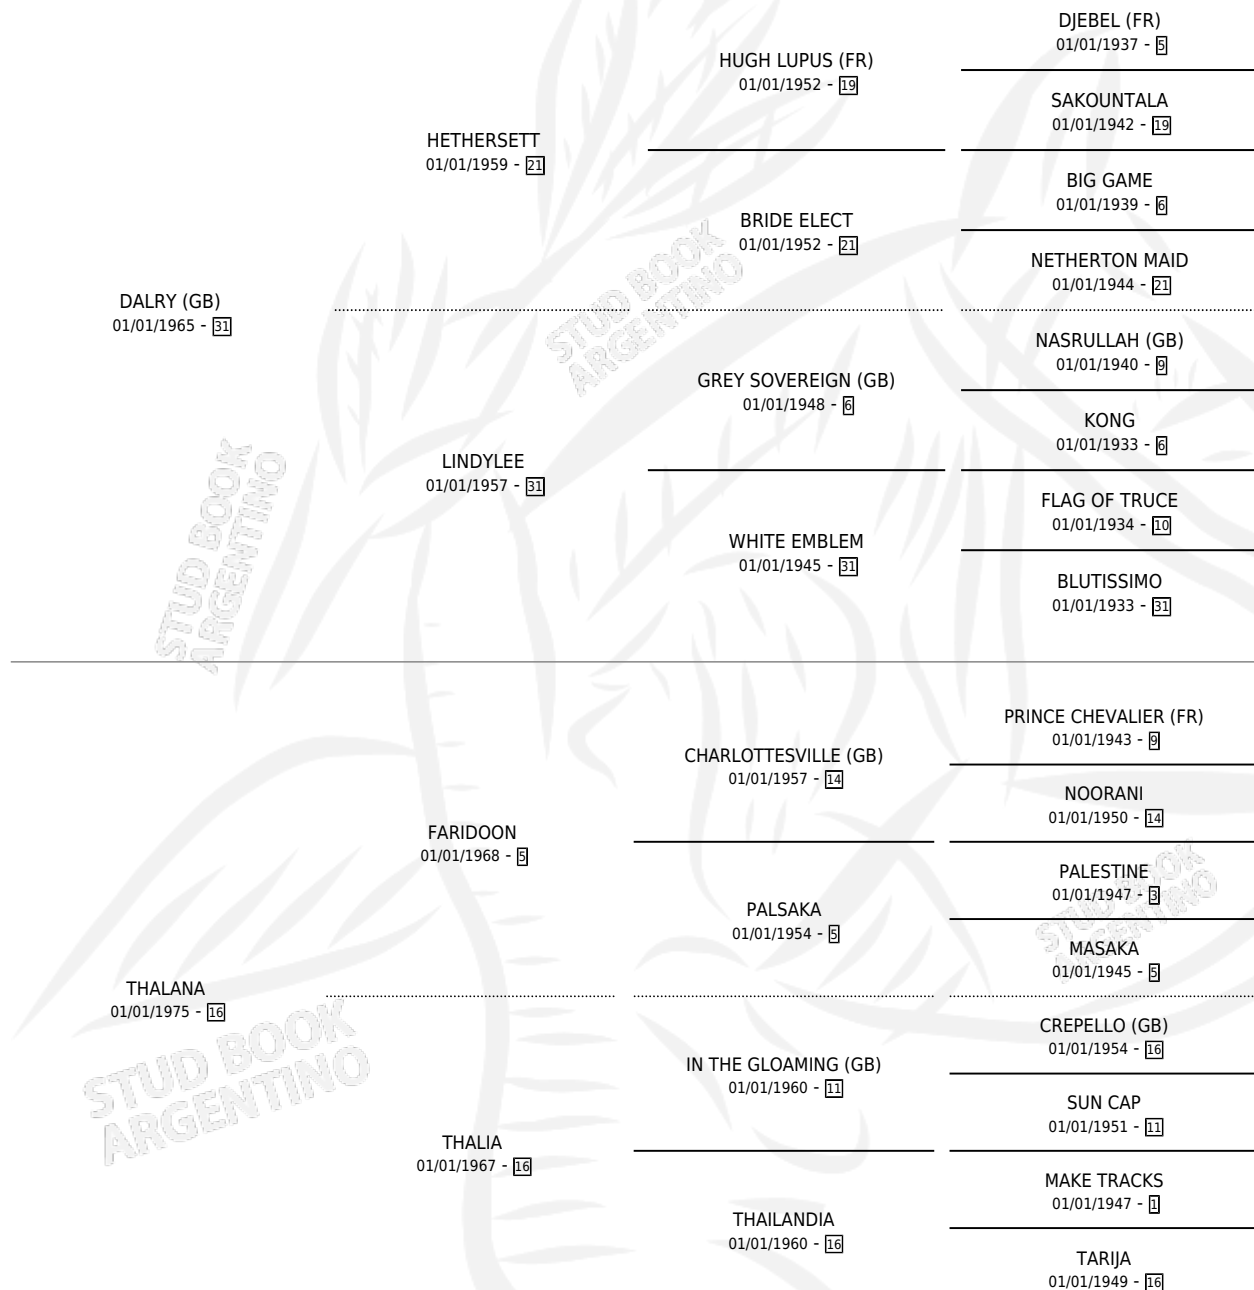 DJEBEL (FR)
01/01/1937 - 5
HUGH LUPUS (FR)
01/01/1952 - 19
SAKOUNTALA
01/01/1942 - 19
HETHERSETT
01/01/1959 - 21
BIG GAME
01/01/1939 - 6
BRIDE ELECT
01/01/1952 - 21
NETHERTON MAID
01/01/1944 - 21
DALRY (GB)
01/01/1965 - 31
NASRULLAH (GB)
01/01/1940 - 9
GREY SOVEREIGN (GB)
01/01/1948 - 6
KONG
01/01/1933 - 6
LINDYLEE
01/01/1957 - 31
FLAG OF TRUCE
01/01/1934 - 10
WHITE EMBLEM
01/01/1945 - 31
BLUTISSIMO
01/01/1933 - 31
PRINCE CHEVALIER (FR)
01/01/1943 - 9
CHARLOTTESVILLE (GB)
01/01/1957 - 14
NOORANI
01/01/1950 - 14
FARIDOON
01/01/1968 - 5
PALESTINE
01/01/1947 - 3
PALSAKA
01/01/1954 - 5
MASAKA
01/01/1945 - 5
THALANA
01/01/1975 - 16
CREPELLO (GB)
01/01/1954 - 16
IN THE GLOAMING (GB)
01/01/1960 - 11
SUN CAP
01/01/1951 - 11
THALIA
01/01/1967 - 16
MAKE TRACKS
01/01/1947 - 1
THAILANDIA
01/01/1960 - 16
TARIJA
01/01/1949 - 16
STUD BOOK
ARGENTINO
STUD BOOK
ARGENTINO
STUD BOOK
ARGENTINO
STUD BOOK
ARGENTINO